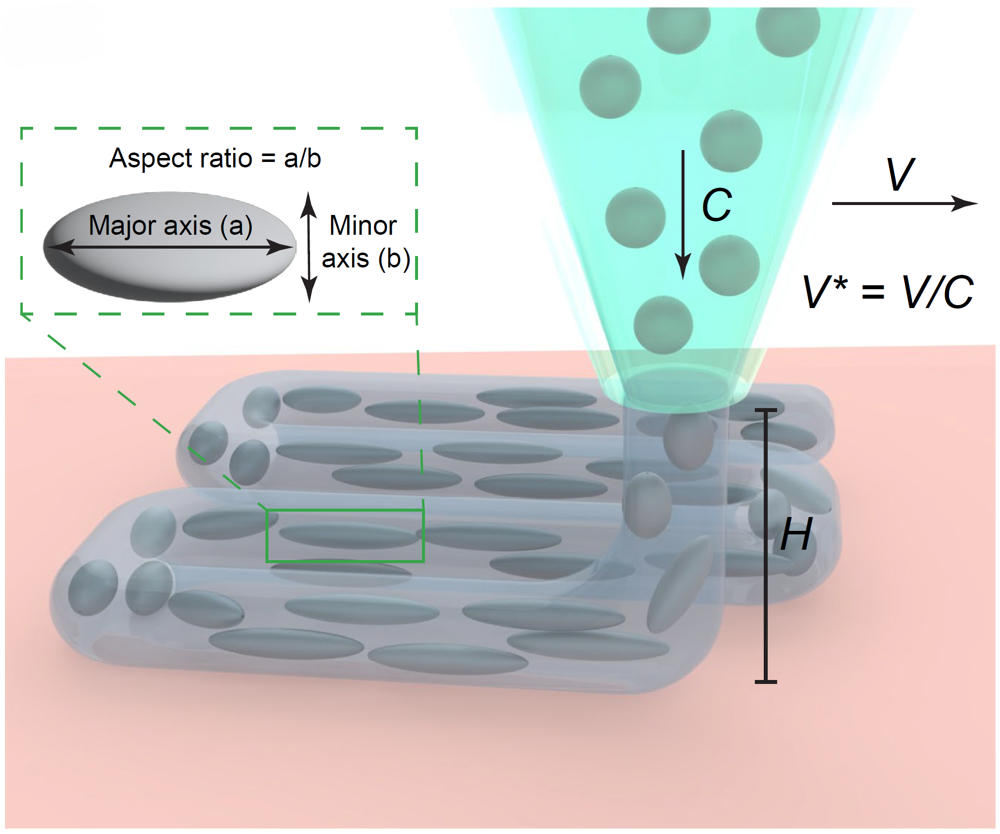 Aspect ratio = a/b
Major axis (a)
Minor
axis (b)
C
V
V* = V/C
H